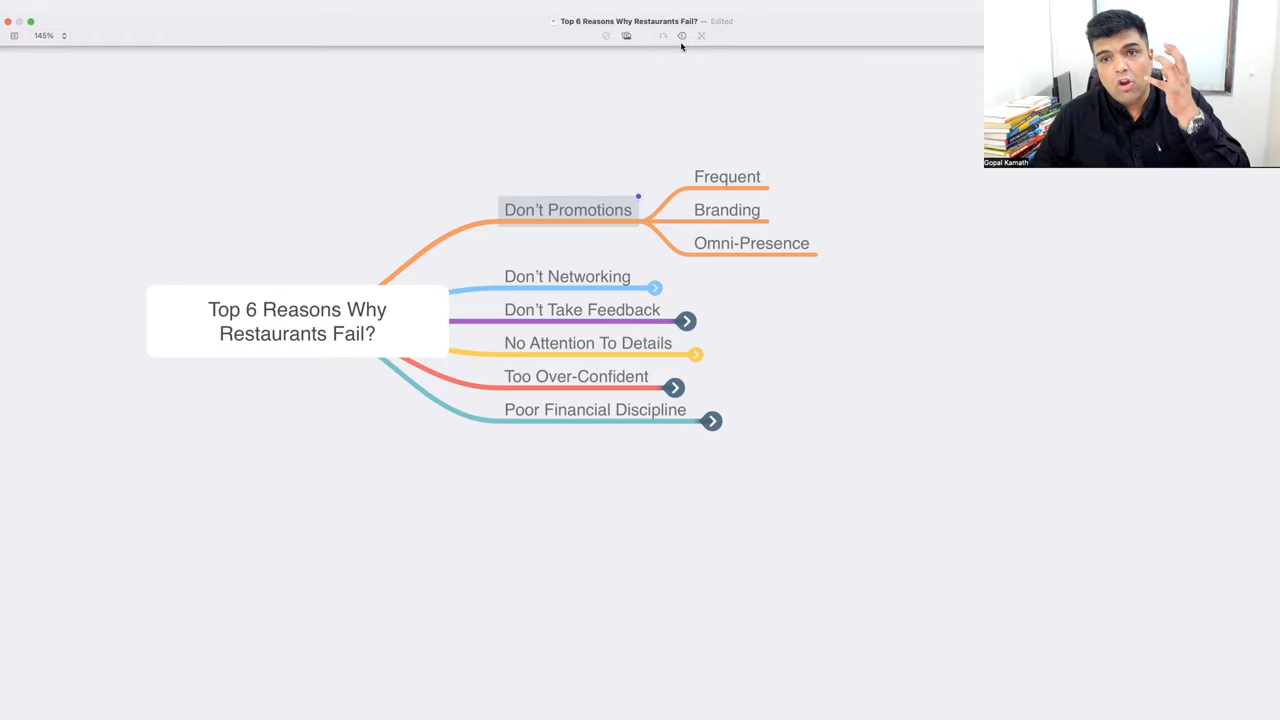 Top 6 Reasons Why Restaurants Fail? — Edited
145%
Gopal Kamath
Frequent
Don’t Promotions
Branding
Omni-Presence
Don’t Networking
Top 6 Reasons Why
Restaurants Fail?
Don’t Take Feedback
No Attention To Details
Too Over-Confident
Poor Financial Discipline